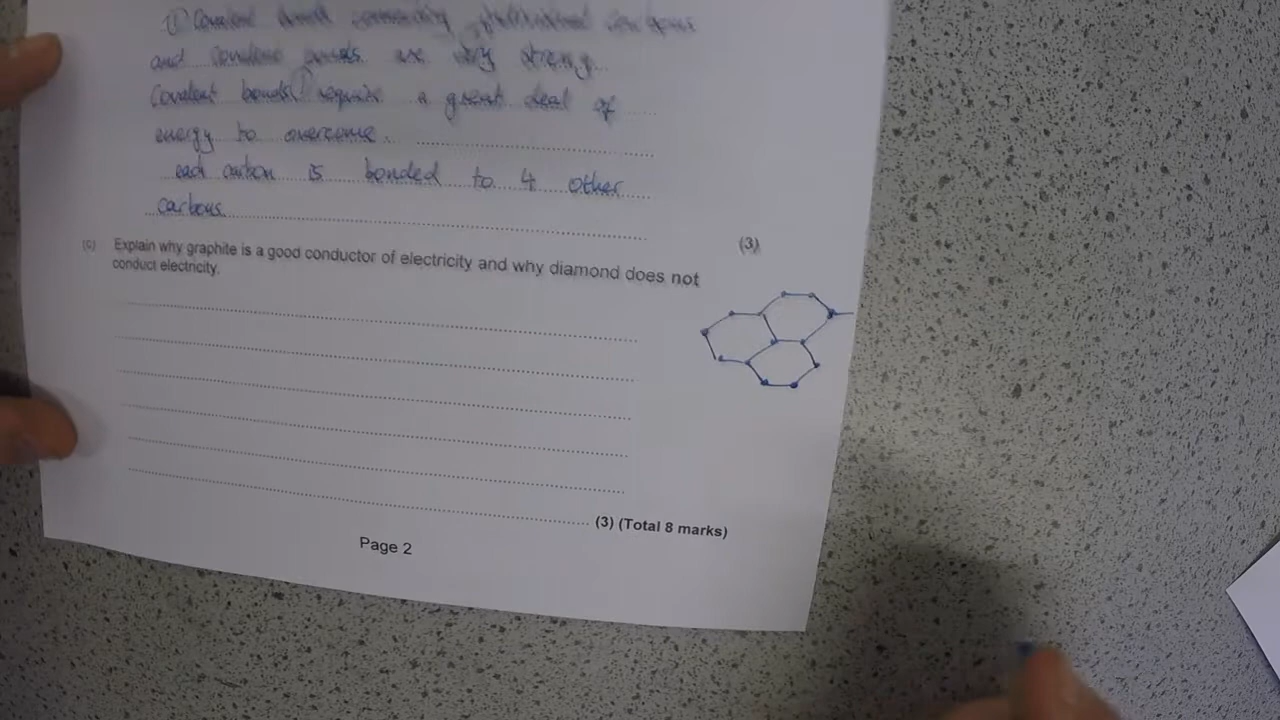 ① Covalent
and covalent bonds are very strong.
Covalent bonds require a great deal of
energy to overcome.
each carbon is bonded to 4 other
carbons
(3)
(c) Explain why graphite is a good conductor of electricity and why diamond does not
conduct electricity.
(3) (Total 8 marks)
Page 2